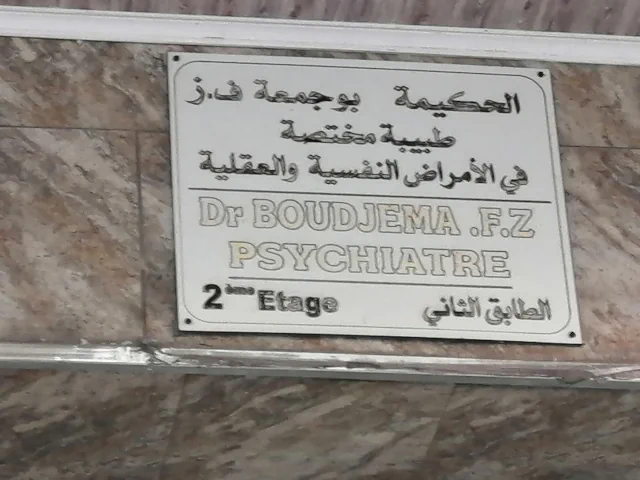 الحكيمة بوجمعة ف.ز
طبيبة مختصة
في الأمراض النفسية والعقلية
Dr BOUDJEMA .F.Z
PSYCHIATRE
2ème Etage الطابق الثاني